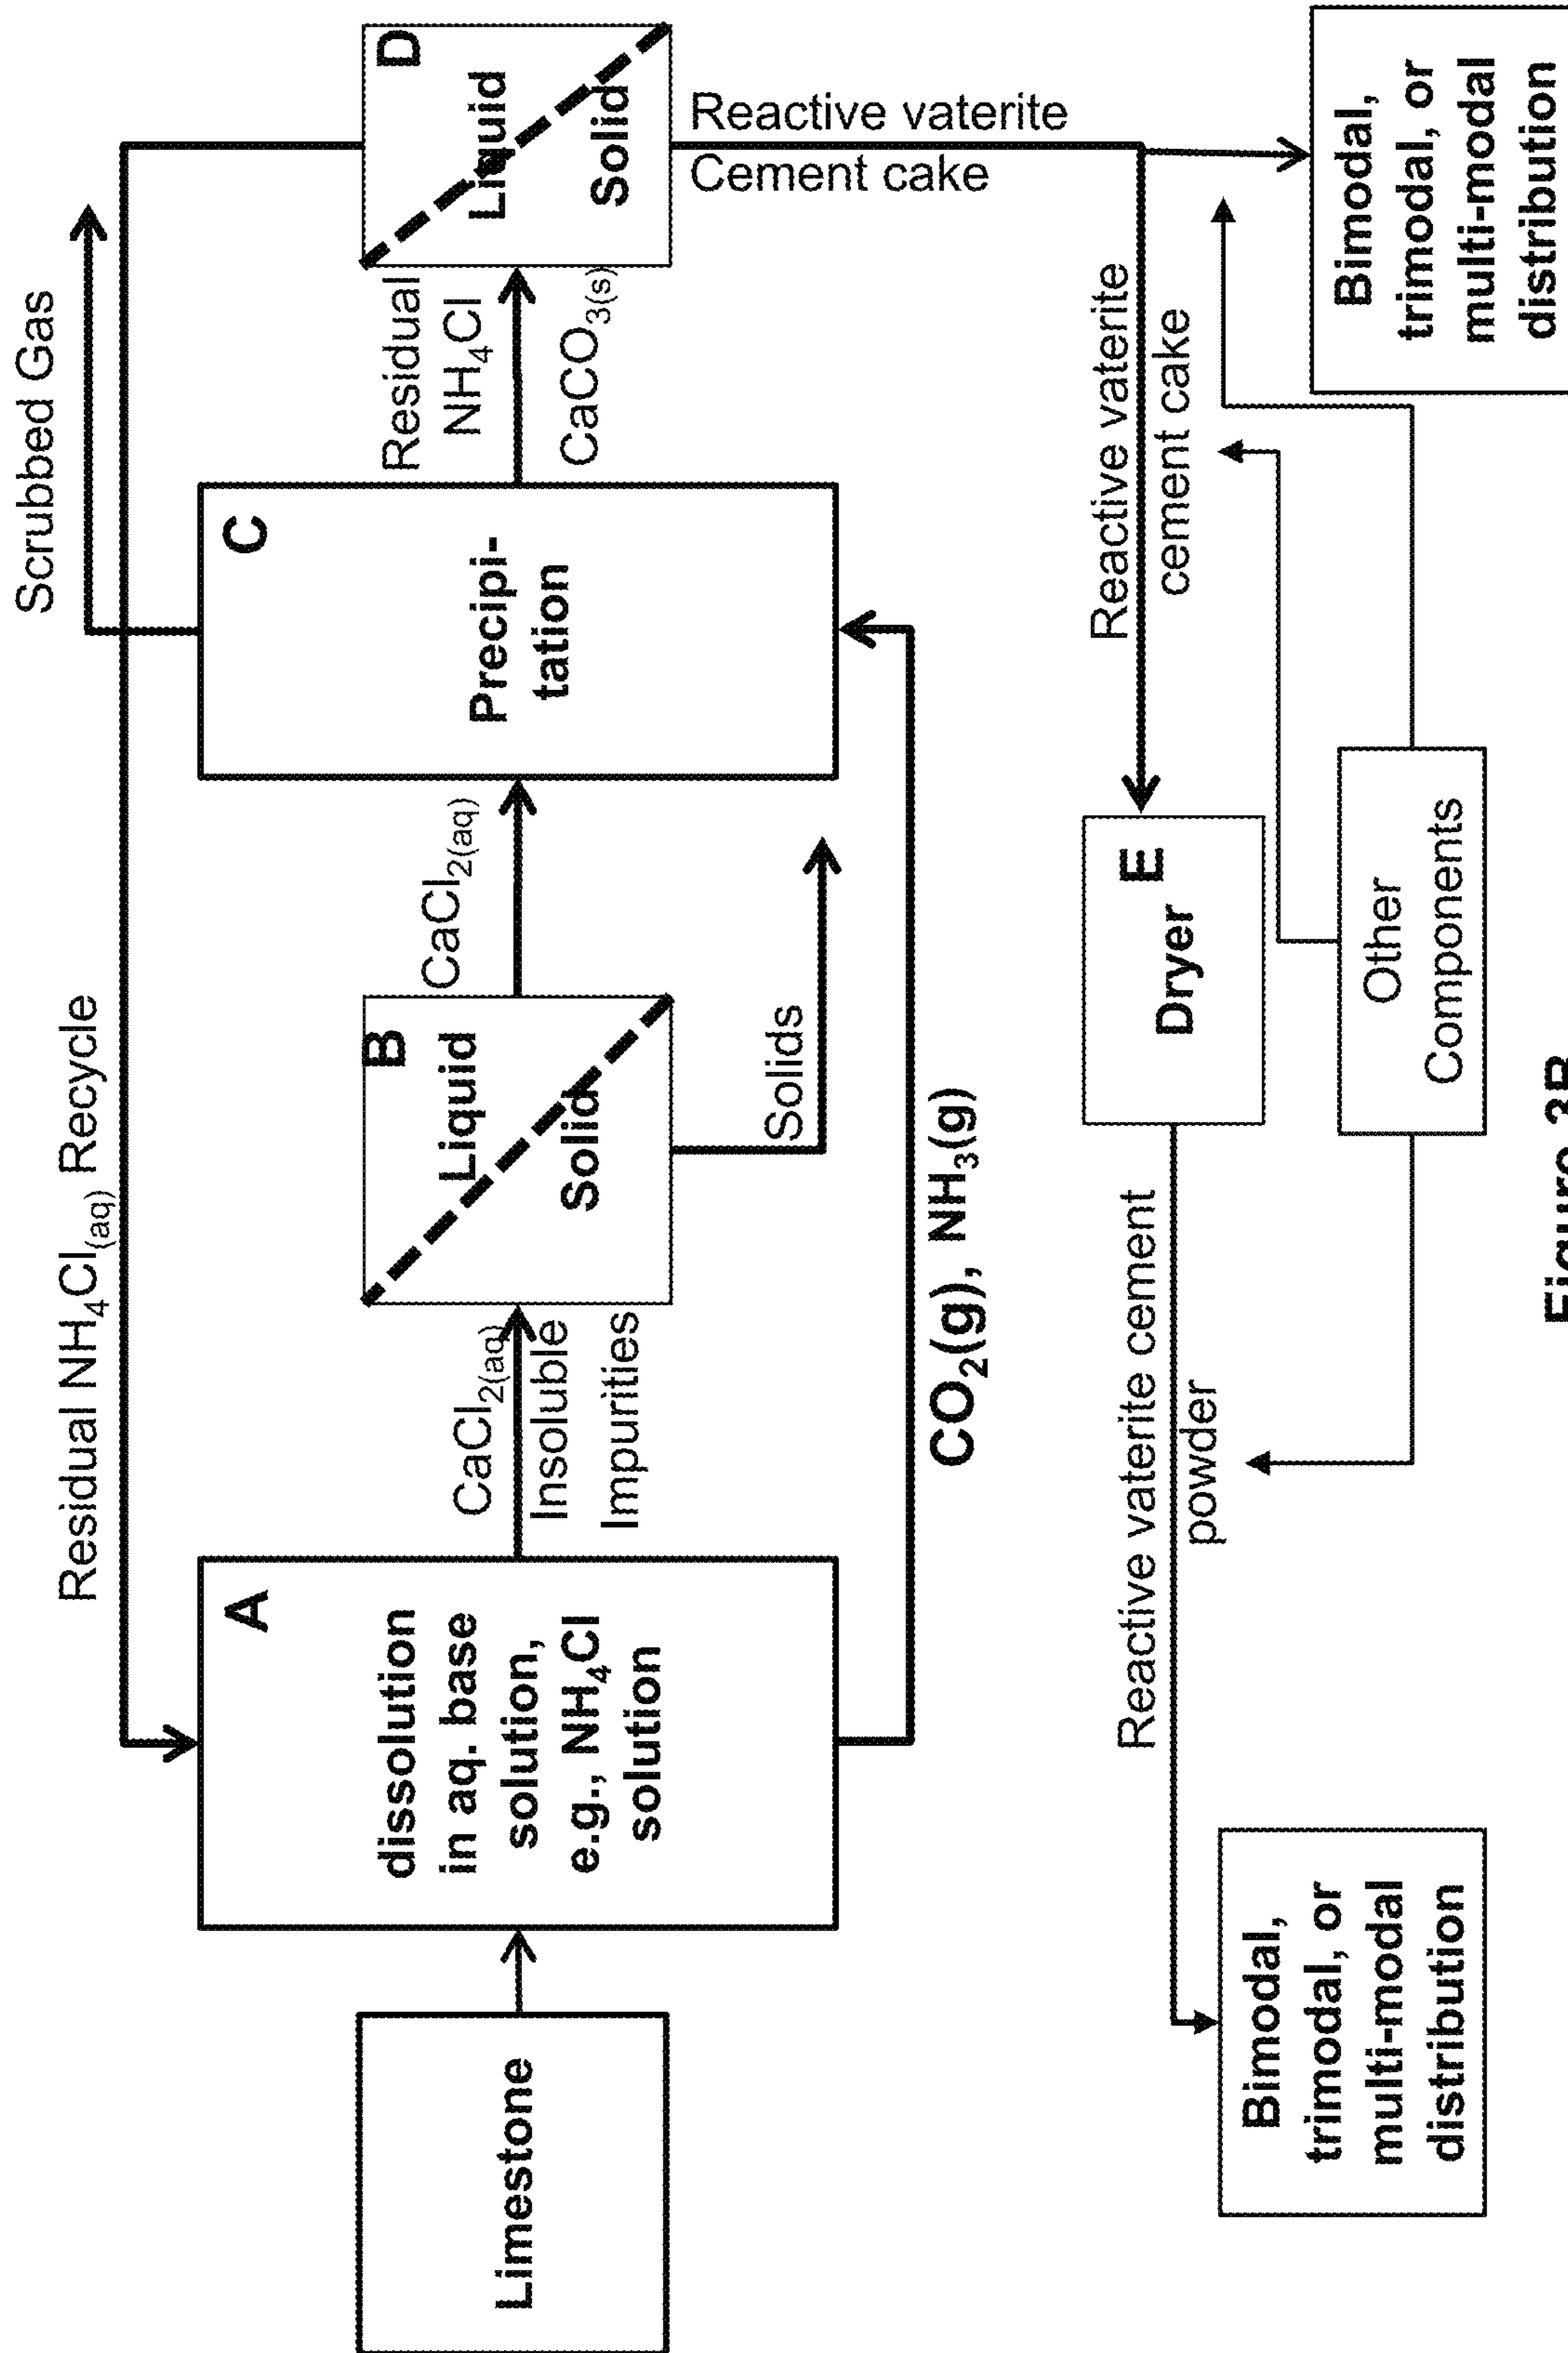 Scrubbed Gas
Residual NH₄Cl(aq) Recycle
Limestone
A
dissolution
in aq. base
solution,
e.g., NH₄Cl
solution
CaCl₂(aq)
Insoluble
Impurities
B
Liquid
Solid
CaCl₂(aq)
Solids
C
Precipi-
tation
Residual
NH₄Cl
CaCO₃(s)
D
Liquid
Solid
CO₂(g), NH₃(g)
Reactive vaterite
Cement cake
Reactive vaterite
cement cake
E
Dryer
Reactive vaterite cement
powder
Other
Components
Bimodal,
trimodal, or
multi-modal
distribution
Bimodal,
trimodal, or
multi-modal
distribution
Figure 3B